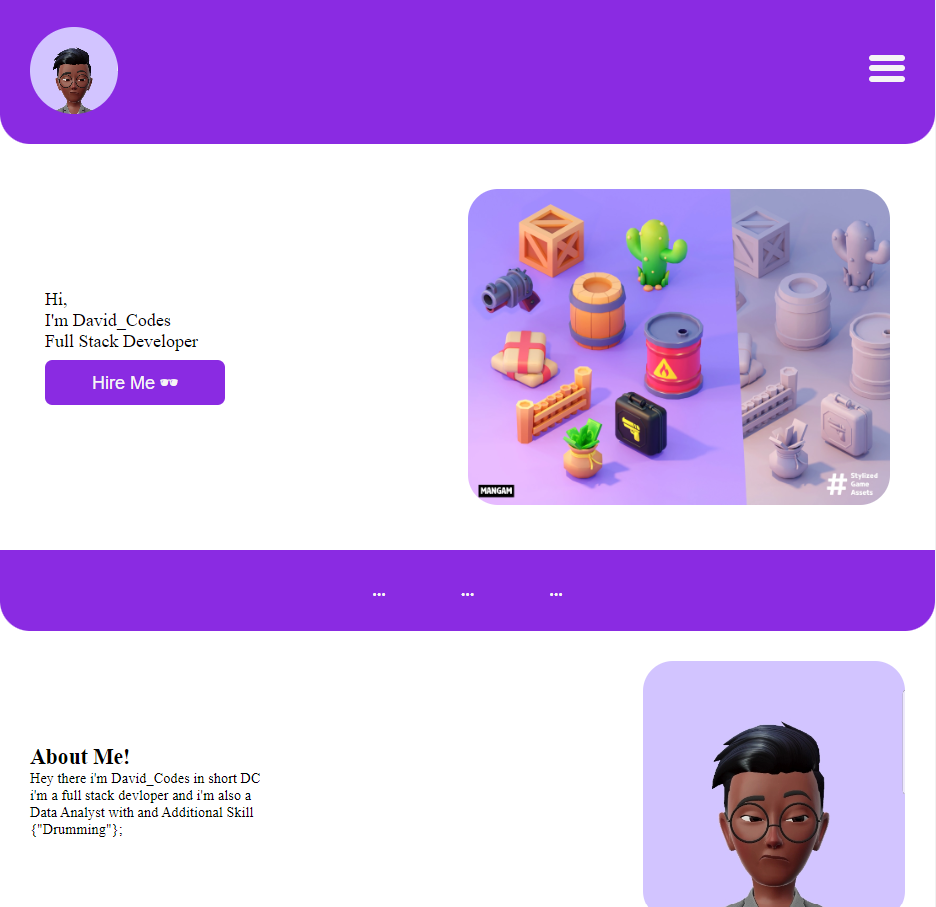 Hi,
I'm David_Codes
Full Stack Developer
Hire Me 🕶️
MANGAM
# Stylized
Game
Assets
... ... ...
About Me!
Hey there i'm David_Codes in short DC
i'm a full stack devloper and i'm also a
Data Analyst with and Additional Skill
{"Drumming"};